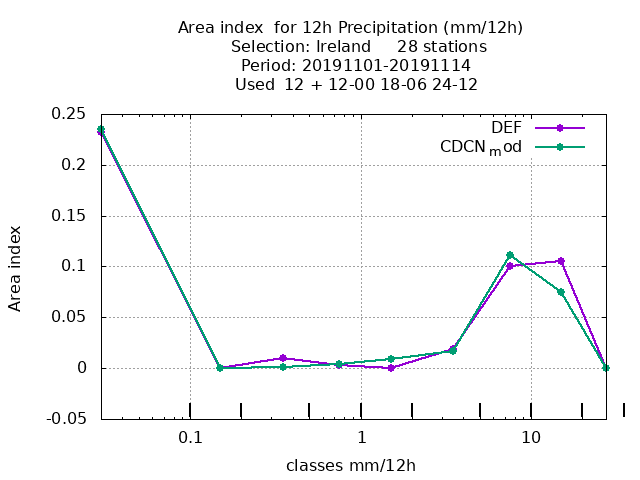 Area index  for 12h Precipitation (mm/12h)
Selection: Ireland     28 stations
Period: 20191101-20191114
Used  12 + 12-00 18-06 24-12
DEF
CDCN_mod
Area index
0.25
0.2
0.15
0.1
0.05
0
-0.05
0.1 1 10
classes mm/12h